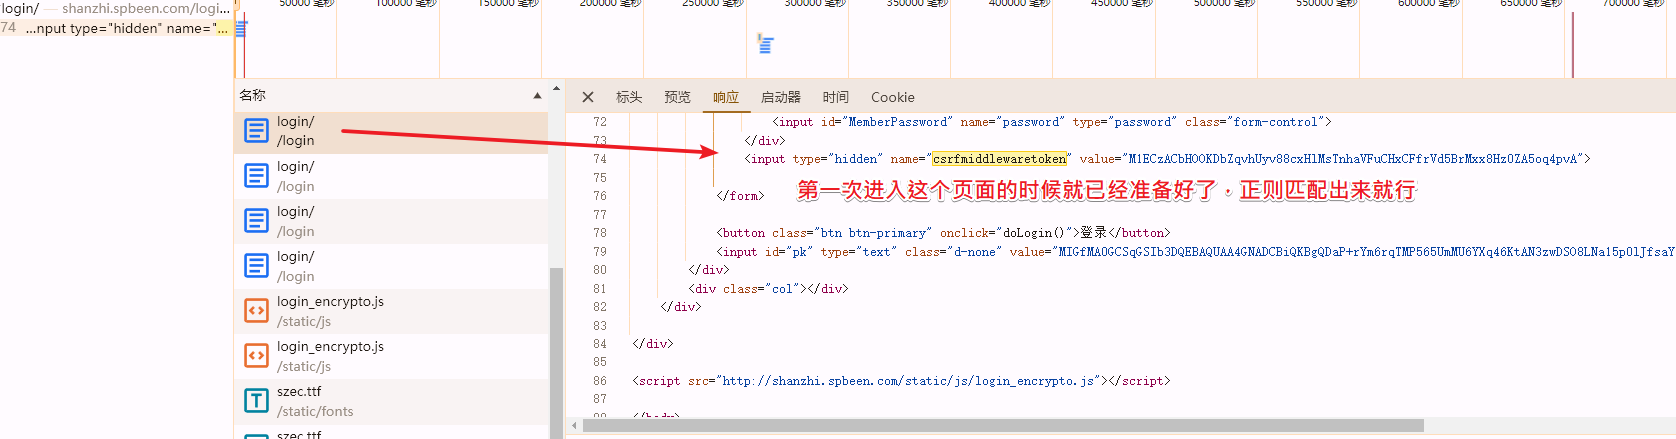 login/ — shanzhi.spbeen.com/logi...
74 ...nput type="hidden" name="...
50000 毫秒 100000 毫秒 150000 毫秒 200000 毫秒 250000 毫秒 300000 毫秒 350000 毫秒 400000 毫秒 450000 毫秒 500000 毫秒 550000 毫秒 600000 毫秒 650000 毫秒 700000 毫秒
名称
login/
/login
login/
/login
login/
/login
login/
/login
login_encrypto.js
/static/js
login_encrypto.js
/static/js
szec.ttf
/static/fonts
szec.ttf
标头 预览 响应 启动器 时间 Cookie
72 <input id="MemberPassword" name="password" type="password" class="form-control">
73 </div>
74 <input type="hidden" name="csrfmiddlewaretoken" value="M1ECzACbHOOKDbZqvhUyv88cxHlMsTnhaVFuCHxCFfrVd5BrMxx8HzOZA5oq4pvA">
75
第一次进入这个页面的时候就已经准备好了，正则匹配出来就行
76 </form>
77
78 <button class="btn btn-primary" onclick="doLogin()">登录</button>
79 <input id="pk" type="text" class="d-none" value="MIGfMA0GCSqGSIb3DQEBAQUAA4GNADCBiQKBgQDaP+rYm6rqTMP565UmMU6YXq46KtAN3zwDSO8LNa15p0lJfsaY
80 </div>
81 <div class="col"></div>
82 </div>
83
84 </div>
85
86 <script src="http://shanzhi.spbeen.com/static/js/login_encrypto.js"></script>
87
</body>